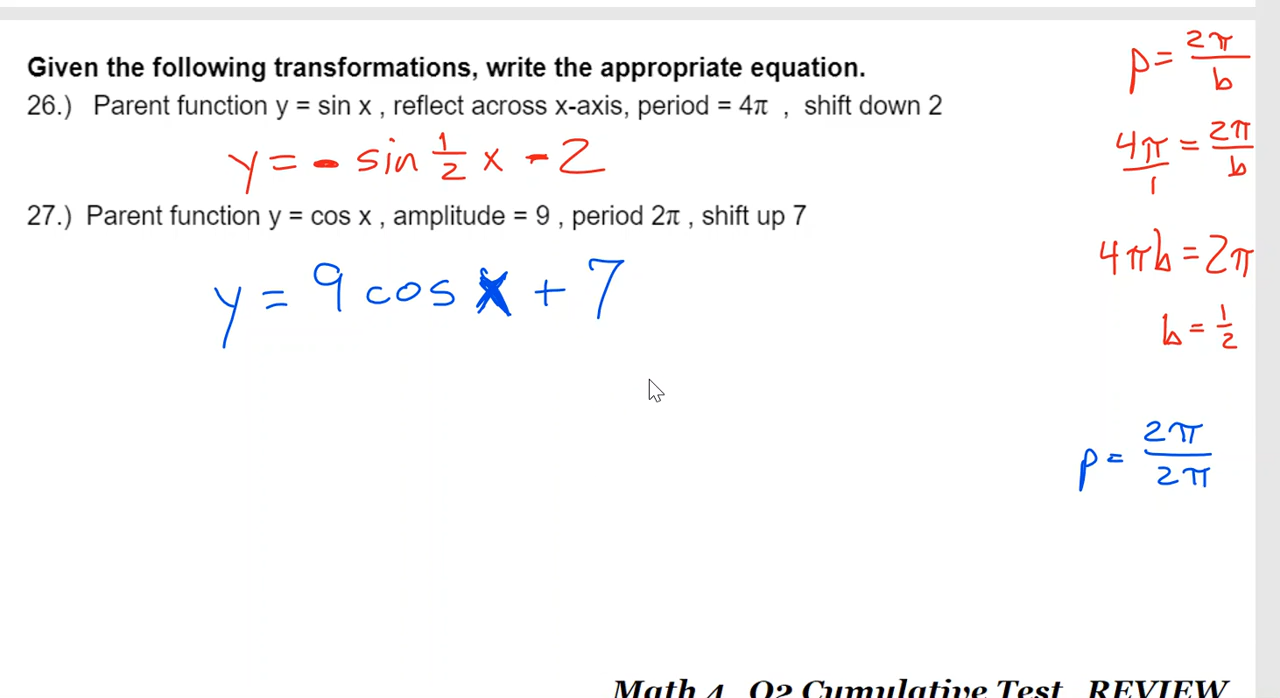 Given the following transformations, write the appropriate equation.
26.) Parent function y = sin x , reflect across x-axis, period = 4π , shift down 2
y = - sin 1/2 x - 2
27.) Parent function y = cos x , amplitude = 9 , period 2π , shift up 7
y = 9 cos x + 7
p = 2π/b
4π/1 = 2π/b
4πb = 2π
b = 1/2
p = 2π/2π
Math 4 Q2 Cumulative Test REVIEW